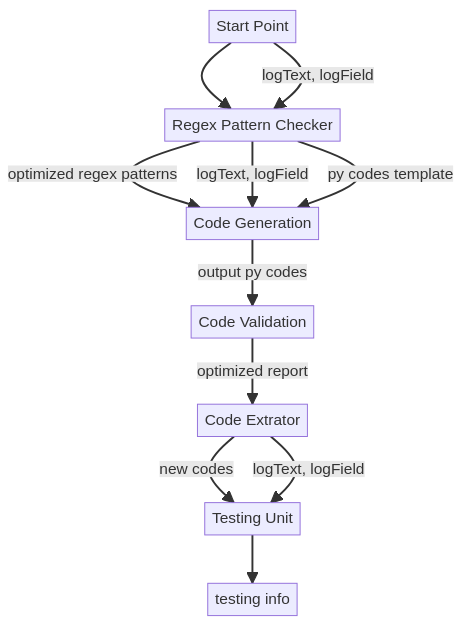 Start Point
logText, logField
Regex Pattern Checker
optimized regex patterns
logText, logField
py codes template
Code Generation
output py codes
Code Validation
optimized report
Code Extrator
new codes
logText, logField
Testing Unit
testing info